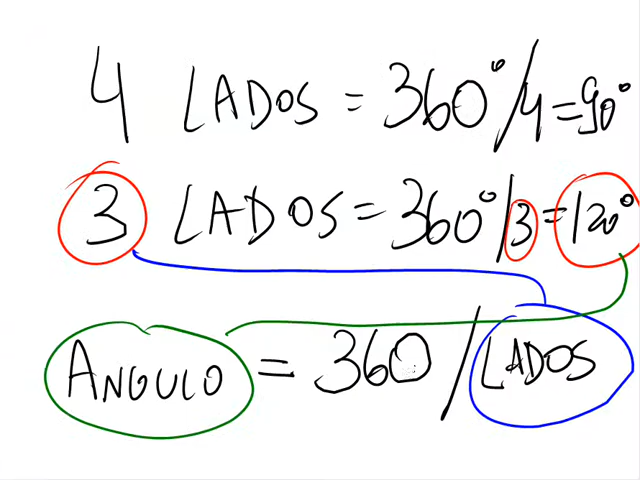 4 LADOS = 360°/4 = 90°
3 LADOS = 360°/3 = 120°
ANGULO = 360 / LADOS